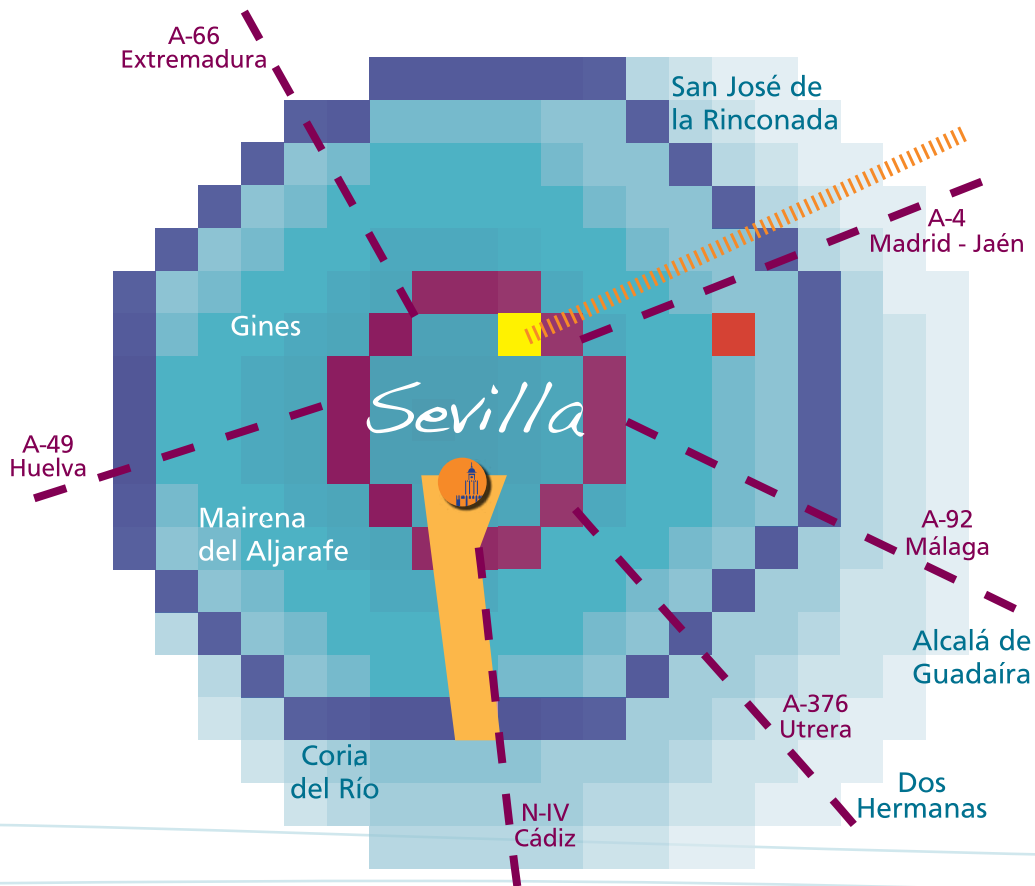 A-66
Extremadura
San José de
la Rinconada
A-4
Madrid - Jaén
Gines
Sevilla
A-49
Huelva
Mairena
del Aljarafe
A-92
Málaga
Alcalá de
Guadaíra
A-376
Utrera
Coria
del Río
Dos
Hermanas
N-IV
Cádiz